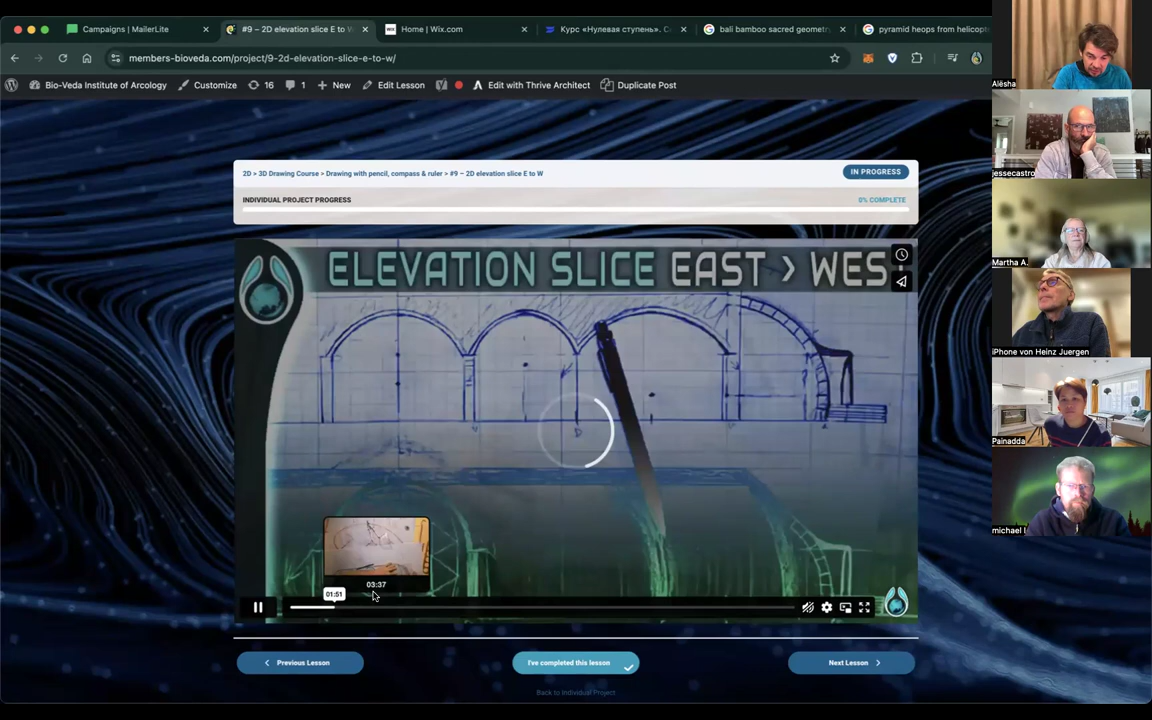 Campaigns | MailerLite
#9 – 2D elevation slice E to W
Home | Wix.com
Курс «Нулевая ступень». Со
bali bamboo sacred geometry
pyramid heops from helicopt
members-bioveda.com/project/9-2d-elevation-slice-e-to-w/
Bio-Veda Institute of Arcology
Customize
16
1
+ New
Edit Lesson
Edit with Thrive Architect
Duplicate Post
2D > 3D Drawing Course > Drawing with pencil, compass & ruler > #9 – 2D elevation slice E to W
IN PROGRESS
INDIVIDUAL PROJECT PROGRESS
0% COMPLETE
ELEVATION SLICE EAST > WEST
03:37
01:51
Previous Lesson
I've completed this lesson
Next Lesson
Back to Individual Project
Alësha
jessecastro
Martha A.
iPhone von Heinz Juergen
Painadda
michael l